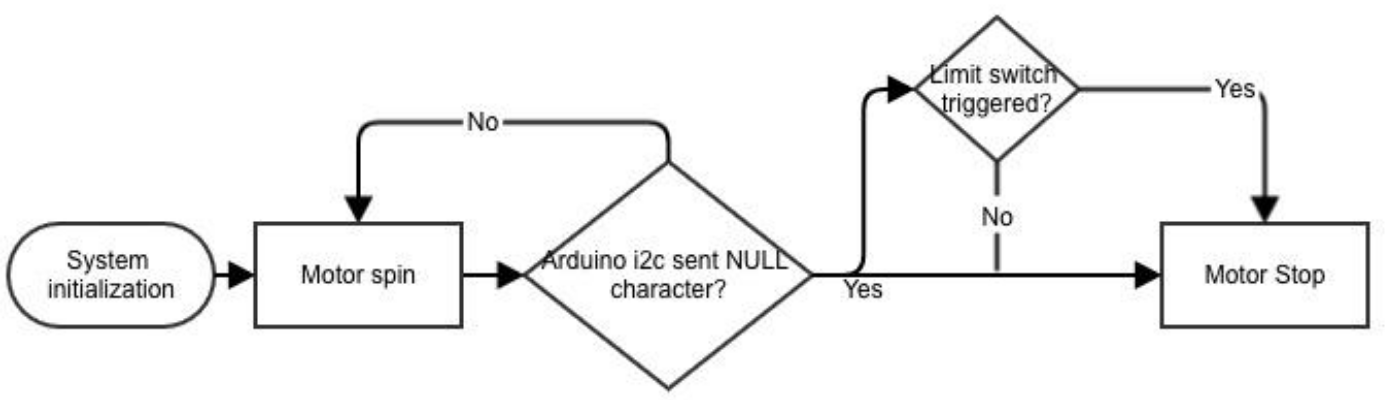 System
initialization
Motor spin
No
Arduino i2c sent NULL
character?
Yes
Limit switch
triggered?
No
Yes
Motor Stop